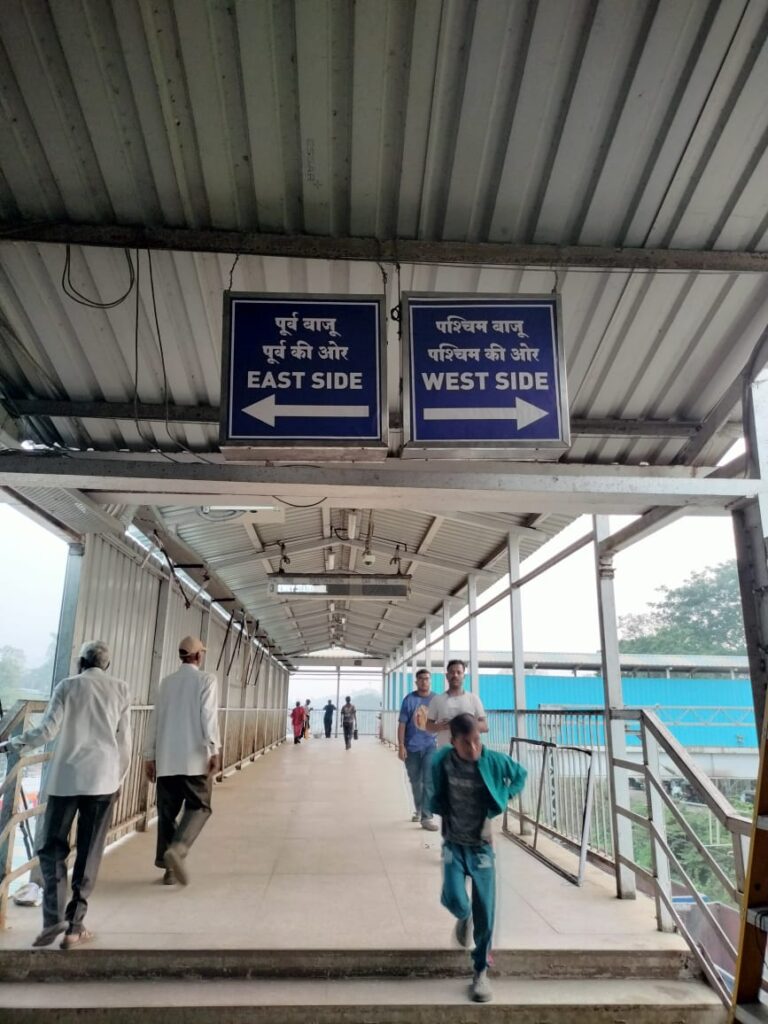 पूर्व बाजू
पूर्व की ओर
EAST SIDE
पश्चिम बाजू
पश्चिम की ओर
WEST SIDE